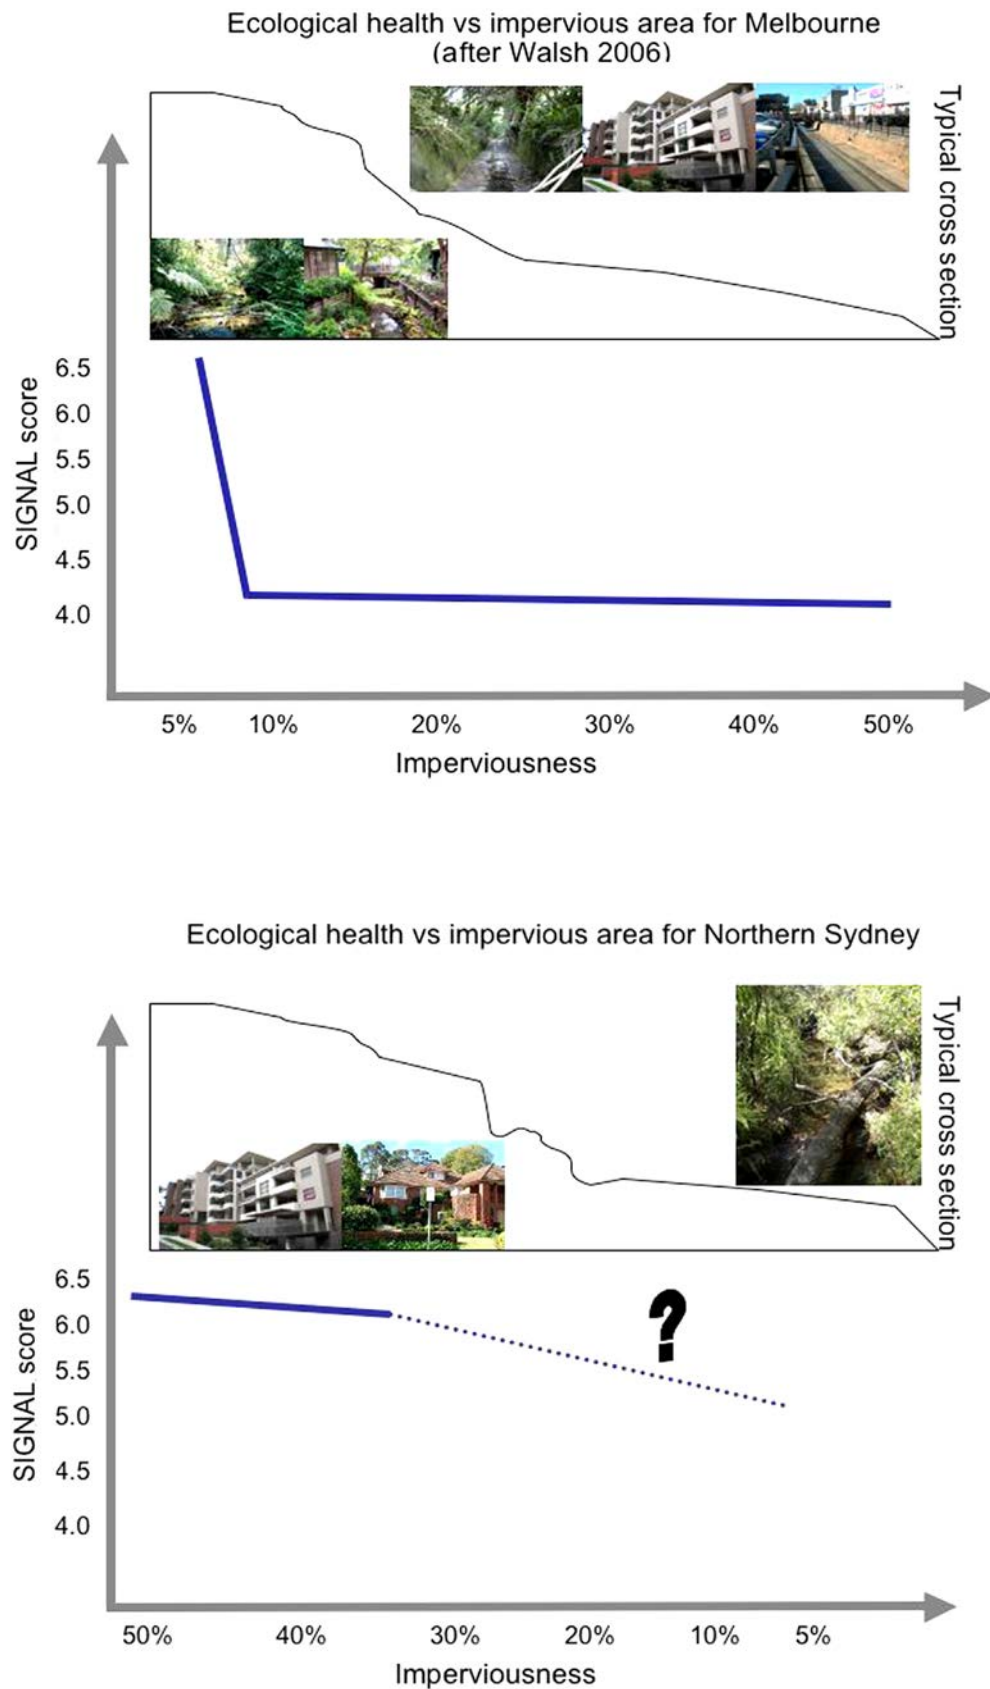 Ecological health vs impervious area for Melbourne
(after Walsh 2006)
Typical cross section
SIGNAL score
6.5
6.0
5.5
5.0
4.5
4.0
5% 10% 20% 30% 40% 50%
Imperviousness
Ecological health vs impervious area for Northern Sydney
Typical cross section
SIGNAL score
6.5
6.0
5.5
5.0
4.5
4.0
?
50% 40% 30% 20% 10% 5%
Imperviousness